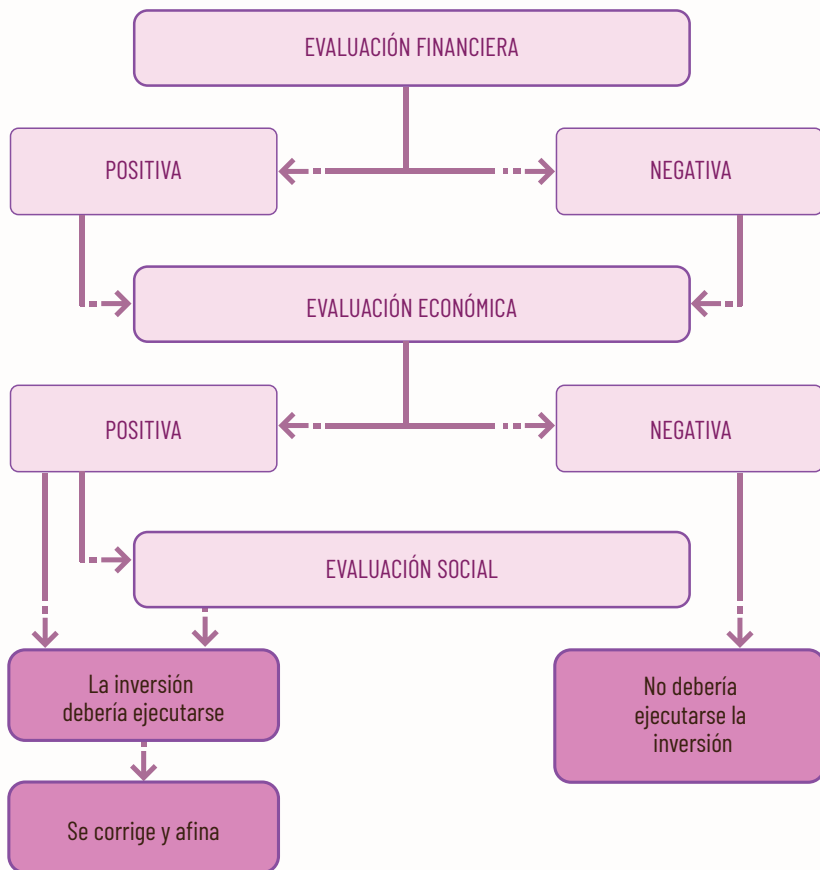 EVALUACIÓN FINANCIERA
POSITIVA
NEGATIVA
EVALUACIÓN ECONÓMICA
POSITIVA
NEGATIVA
EVALUACIÓN SOCIAL
La inversión
debería ejecutarse
No debería
ejecutarse la
inversión
Se corrige y afina